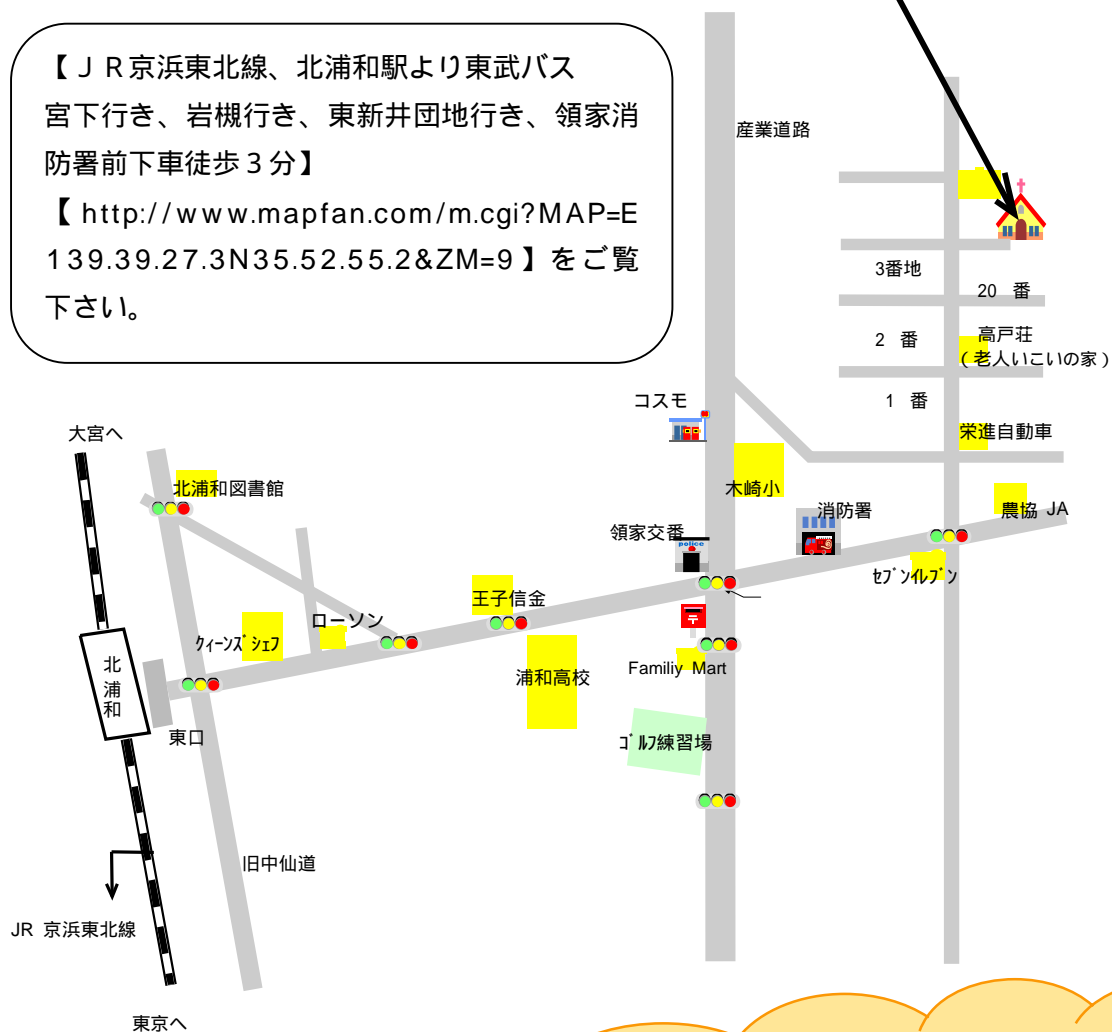 【ＪＲ京浜東北線、北浦和駅より東武バス
宮下行き、岩槻行き、東新井団地行き、領家消
防署前下車徒歩３分】
【http://www.mapfan.com/m.cgi?MAP=E
139.39.27.3N35.52.55.2&ZM=9】をご覧
下さい。
産業道路
3番地
20 番
2 番
高戸荘
（老人いこいの家）
1 番
コスモ
大宮へ
栄進自動車
北浦和図書館
木崎小
消防署
農協 JA
領家交番
police
ｾﾌﾞﾝｲﾚﾌﾞﾝ
王子信金
ローソン
〒
ｸｨｰﾝｽﾞｼｪﾌ
Familiy Mart
浦和高校
北浦和
東口
ｺﾞﾙﾌ練習場
旧中仙道
JR 京浜東北線
東京へ